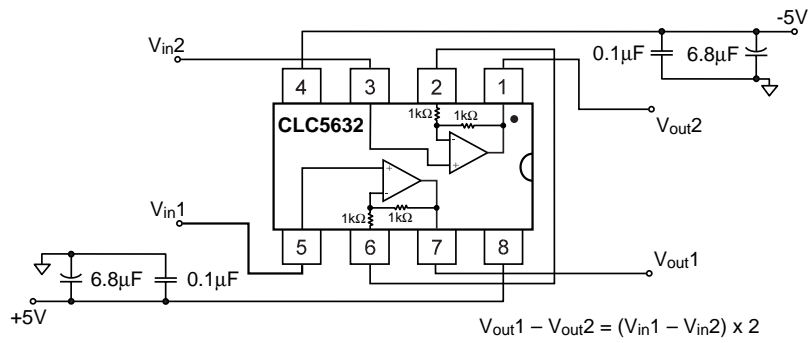 -5V
Vin2
0.1µF 6.8µF
4 3 2 1
1kΩ
1kΩ
CLC5632
-
+
Vout2
+
-
1kΩ
1kΩ
Vin1
5 6 7 8
6.8µF 0.1µF
Vout1
+5V
Vout1 – Vout2 = (Vin1 – Vin2) x 2